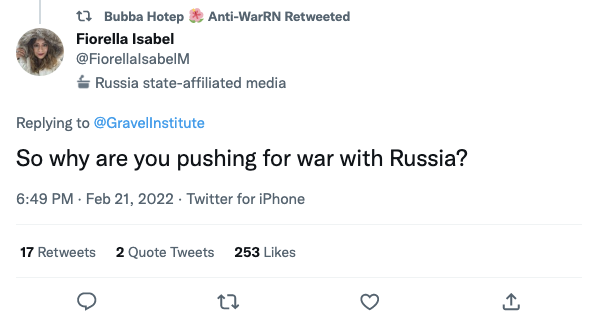 Bubba Hotep 🌺 Anti-WarRN Retweeted
Fiorella Isabel
@FiorellaIsabelM
Russia state-affiliated media
Replying to @GravelInstitute
So why are you pushing for war with Russia?
6:49 PM · Feb 21, 2022 · Twitter for iPhone
17 Retweets 2 Quote Tweets 253 Likes